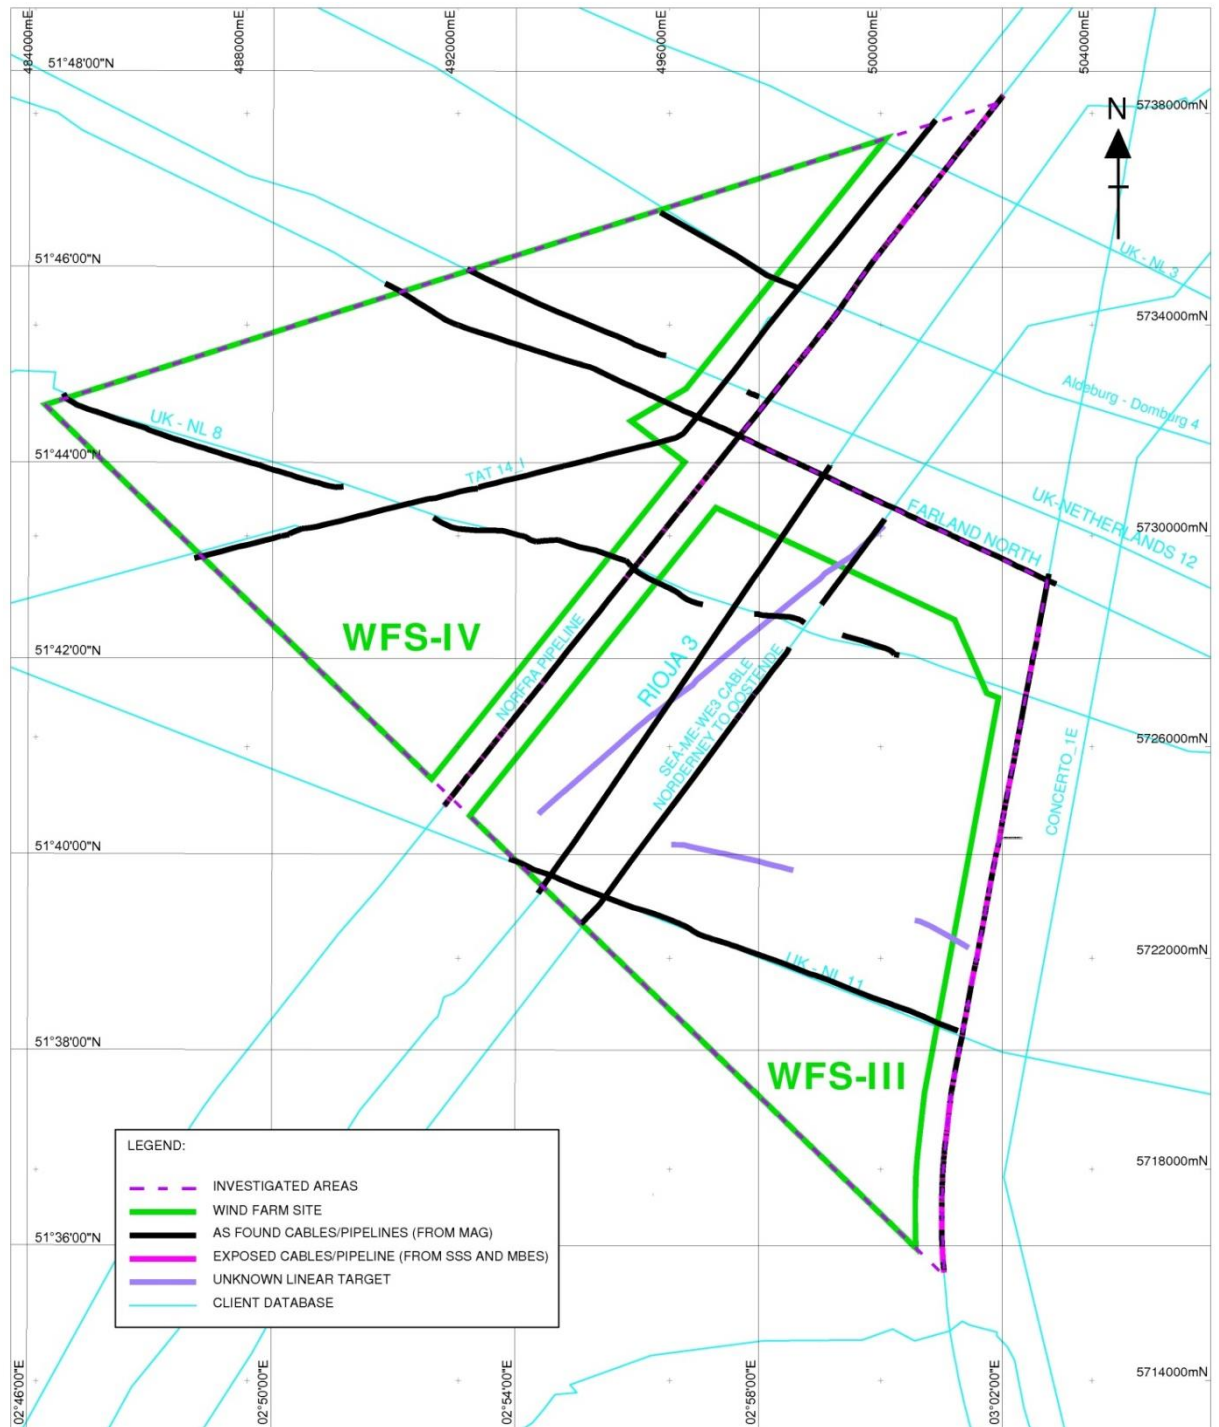 484000mE
488000mE
492000mE
496000mE
500000mE
504000mE
51°48'00"N
5738000mN
N
UK - NL 3
51°46'00"N
5734000mN
Aldeburg - Domburg 4
UK - NL 8
51°44'00"N
TAT 14_I
UK-NETHERLANDS 12
5730000mN
FARLAND NORTH
WFS-IV
51°42'00"N
NORFRA PIPELINE
RIOJA 3
SEA-ME-WE3 CABLE
NORDERNEY TO OOSTENDE
5726000mN
CONCERTO_1E
51°40'00"N
5722000mN
UK - NL 11
51°38'00"N
WFS-III
LEGEND:
INVESTIGATED AREAS
WIND FARM SITE
AS FOUND CABLES/PIPELINES (FROM MAG)
EXPOSED CABLES/PIPELINE (FROM SSS AND MBES)
UNKNOWN LINEAR TARGET
CLIENT DATABASE
5718000mN
51°36'00"N
5714000mN
02°46'00"E
02°50'00"E
02°54'00"E
02°58'00"E
03°02'00"E